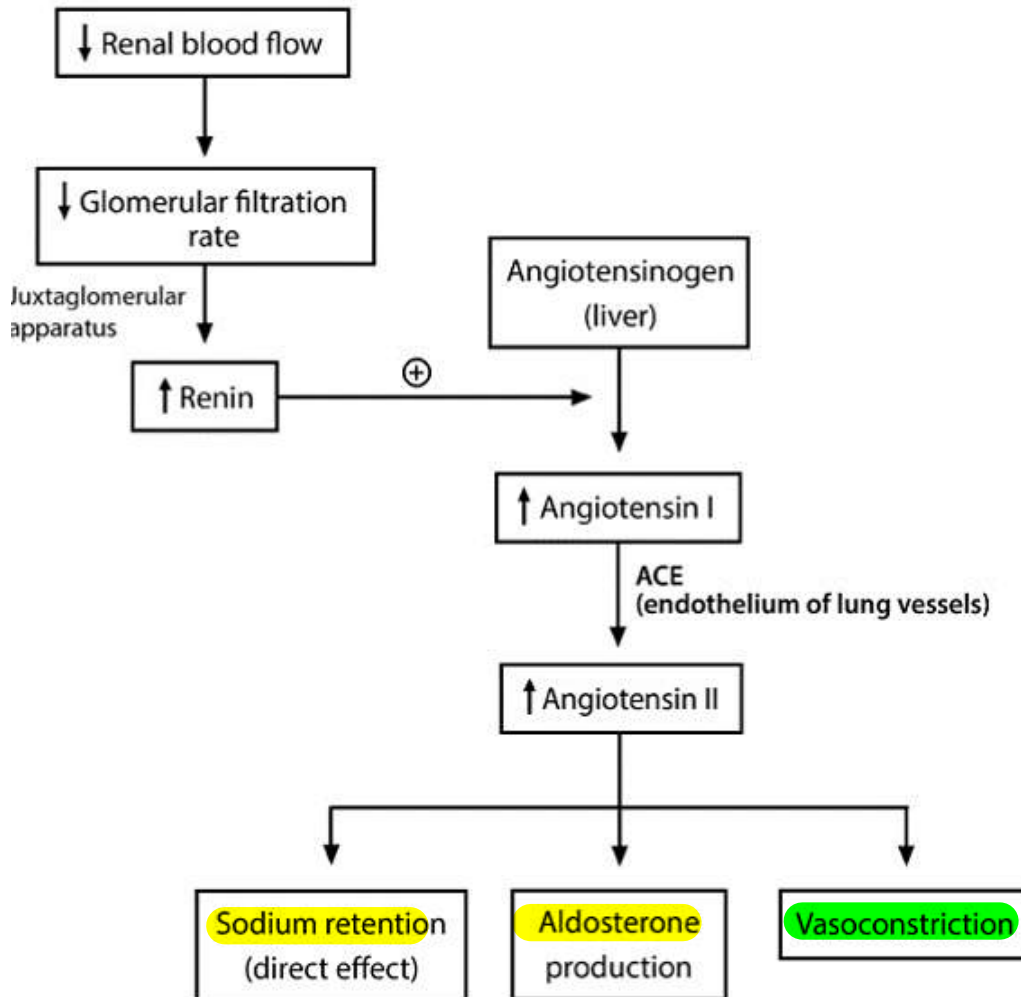 ↓ Renal blood flow
↓ Glomerular filtration
rate
Juxtaglomerular
apparatus
↑ Renin
+
Angiotensinogen
(liver)
↑ Angiotensin I
ACE
(endothelium of lung vessels)
↑ Angiotensin II
Sodium retention
(direct effect)
Aldosterone
production
Vasoconstriction